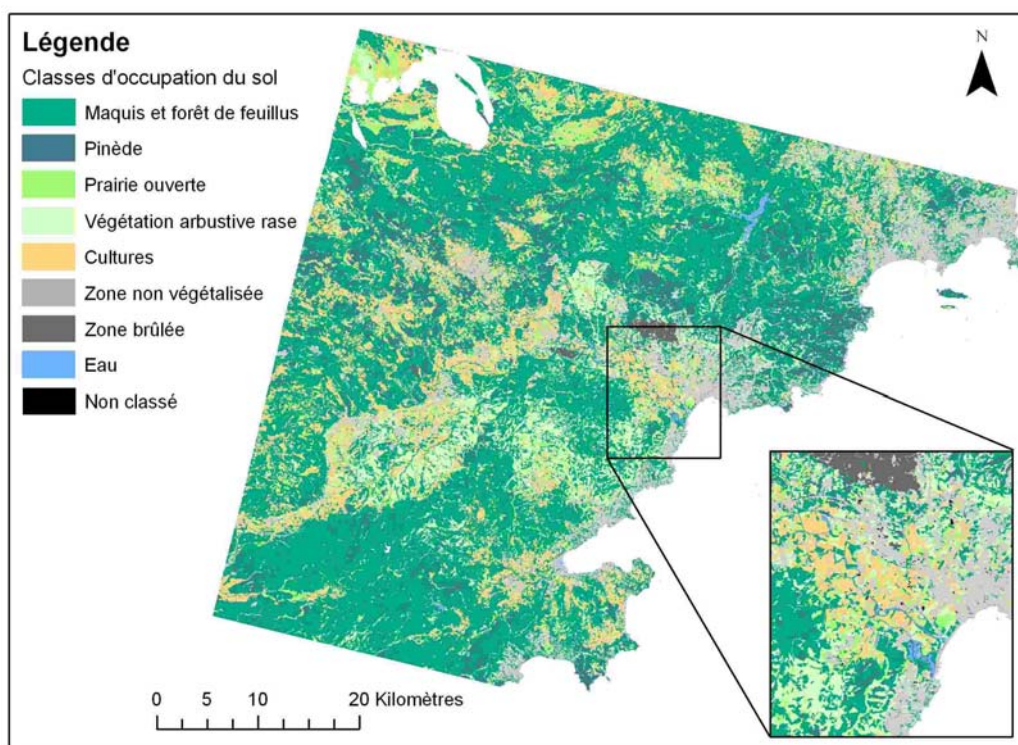 Légende
Classes d'occupation du sol
Maquis et forêt de feuillus
Pinède
Prairie ouverte
Végétation arbustive rase
Cultures
Zone non végétalisée
Zone brûlée
Eau
Non classé
N
0 5 10 20 Kilomètres